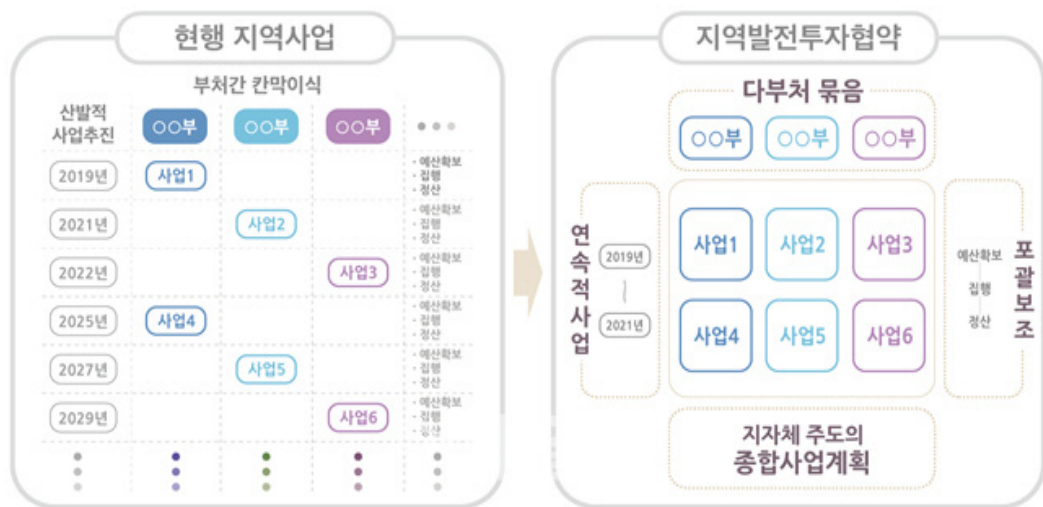 현행 지역사업
부처간 칸막이식
산발적
사업추진
○○부 ○○부 ○○부
2019년 사업1
· 예산확보
· 집행
· 정산
2021년 사업2
· 예산확보
· 집행
· 정산
2022년 사업3
· 예산확보
· 집행
· 정산
2025년 사업4
· 예산확보
· 집행
· 정산
2027년 사업5
· 예산확보
· 집행
· 정산
2029년 사업6
· 예산확보
· 집행
· 정산
지역발전투자협약
다부처 묶음
○○부 ○○부 ○○부
연속적사업
2019년
2021년
사업1 사업2 사업3
사업4 사업5 사업6
예산확보
집행
정산
포괄보조
지자체 주도의
종합사업계획